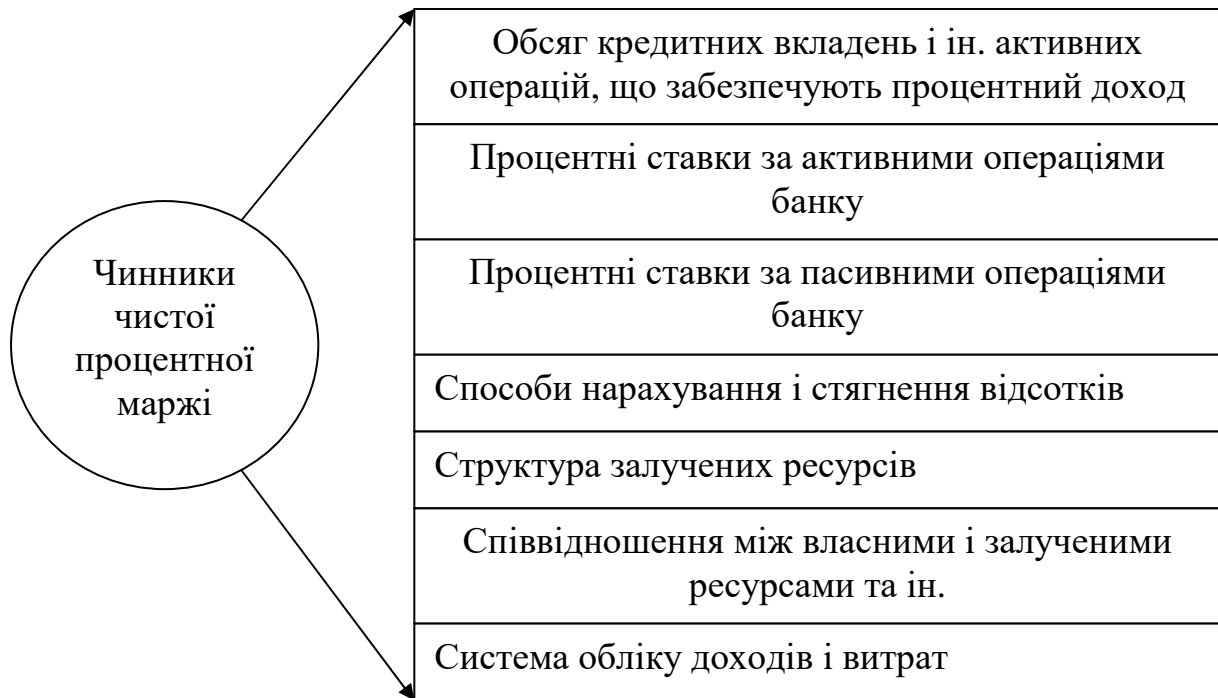 Чинники
чистої
процентної
маржі
Обсяг кредитних вкладень і ін. активних
операцій, що забезпечують процентний доход
Процентні ставки за активними операціями
банку
Процентні ставки за пасивними операціями
банку
Способи нарахування і стягнення відсотків
Структура залучених ресурсів
Співвідношення між власними і залученими
ресурсами та ін.
Система обліку доходів і витрат